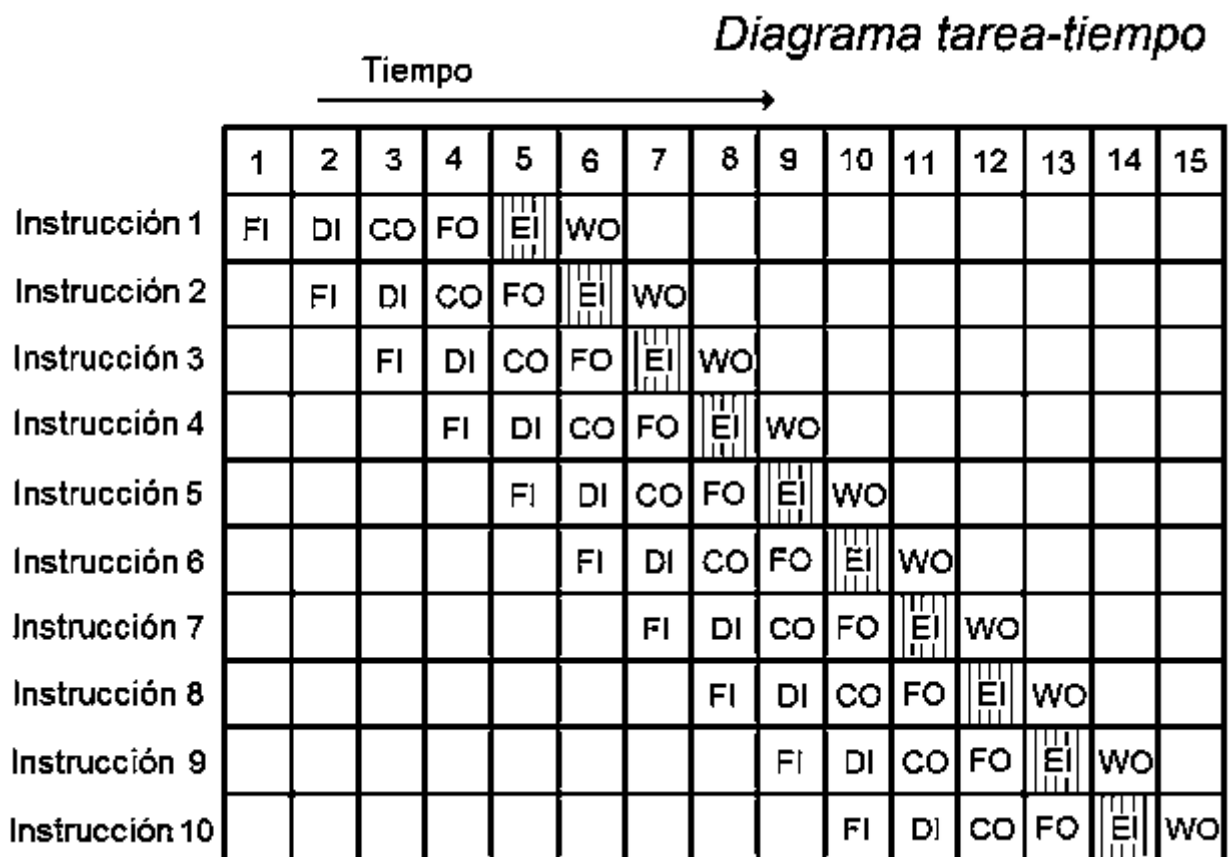 Diagrama tarea-tiempo
Tiempo
1 2 3 4 5 6 7 8 9 10 11 12 13 14 15
Instrucción 1 FI DI CO FO EI WO
Instrucción 2 FI DI CO FO EI WO
Instrucción 3 FI DI CO FO EI WO
Instrucción 4 FI DI CO FO EI WO
Instrucción 5 FI DI CO FO EI WO
Instrucción 6 FI DI CO FO EI WO
Instrucción 7 FI DI CO FO EI WO
Instrucción 8 FI DI CO FO EI WO
Instrucción 9 FI DI CO FO EI WO
Instrucción 10 FI DI CO FO EI WO